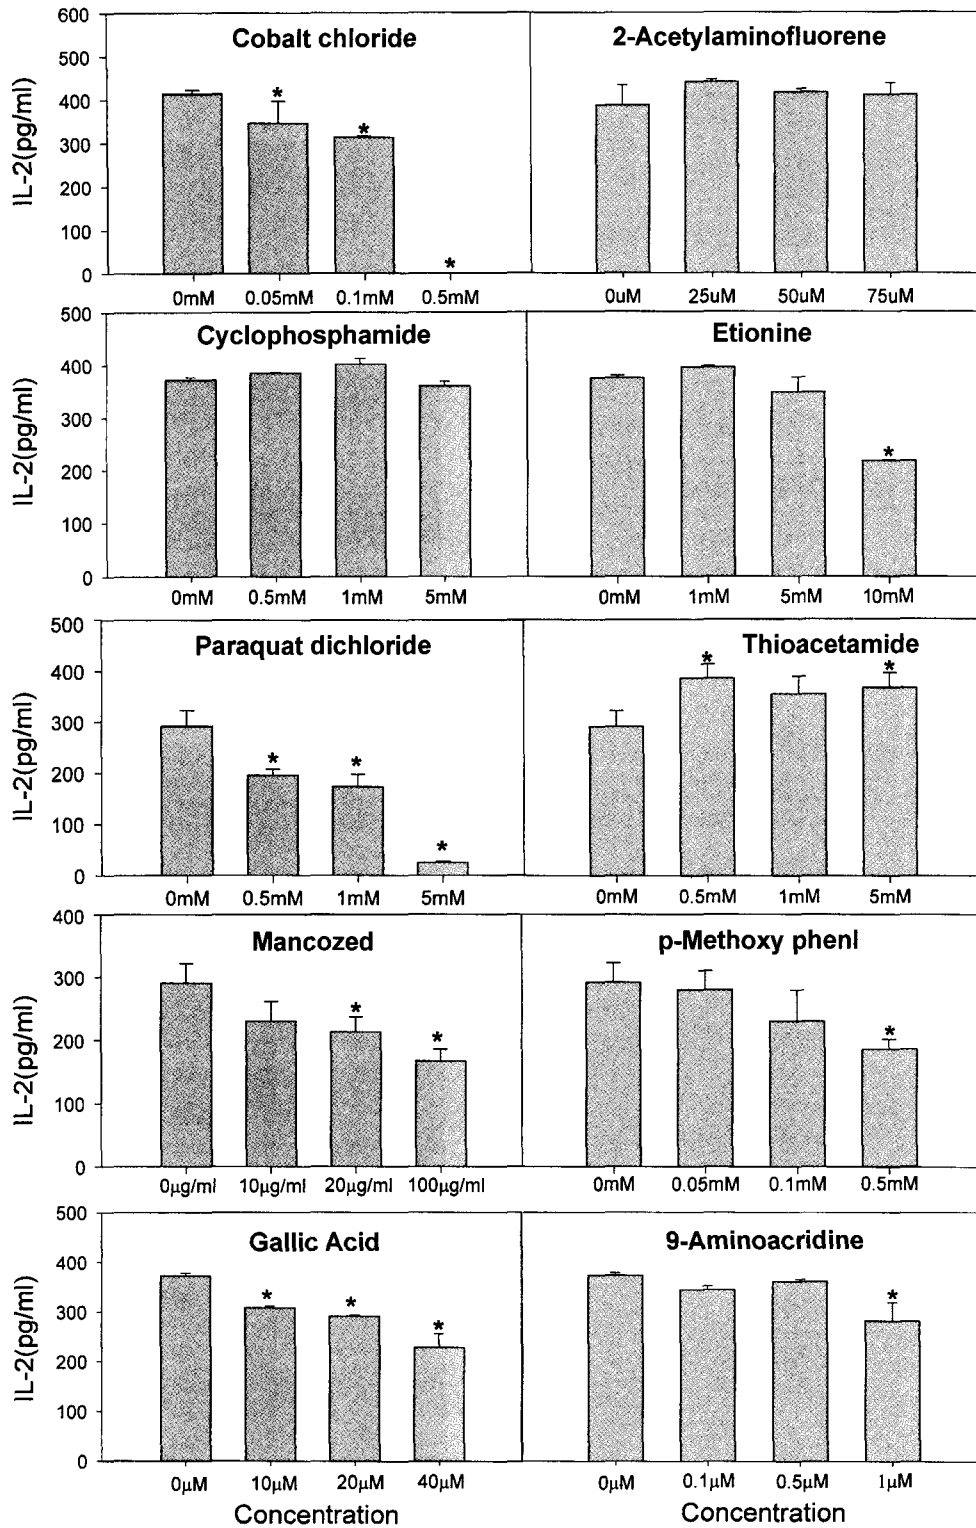 Cobalt chloride
2-Acetylaminofluorene
IL-2(pg/ml)
600
500
400
300
200
100
0
*
*
*
0mM 0.05mM 0.1mM 0.5mM
0uM 25uM 50uM 75uM
Cyclophosphamide
Etionine
IL-2(pg/ml)
500
400
300
200
100
0
*
0mM 0.5mM 1mM 5mM
0mM 1mM 5mM 10mM
Paraquat dichloride
Thioacetamide
IL-2(pg/ml)
500
400
300
200
100
0
*
*
*
*
*
0mM 0.5mM 1mM 5mM
0mM 0.5mM 1mM 5mM
Mancozed
p-Methoxy phenl
IL-2(pg/ml)
400
300
200
100
0
*
*
*
0µg/ml 10µg/ml 20µg/ml 100µg/ml
0mM 0.05mM 0.1mM 0.5mM
Gallic Acid
9-Aminoacridine
IL-2(pg/ml)
500
400
300
200
100
0
*
*
*
*
0µM 10µM 20µM 40µM
0µM 0.1µM 0.5µM 1µM
Concentration
Concentration